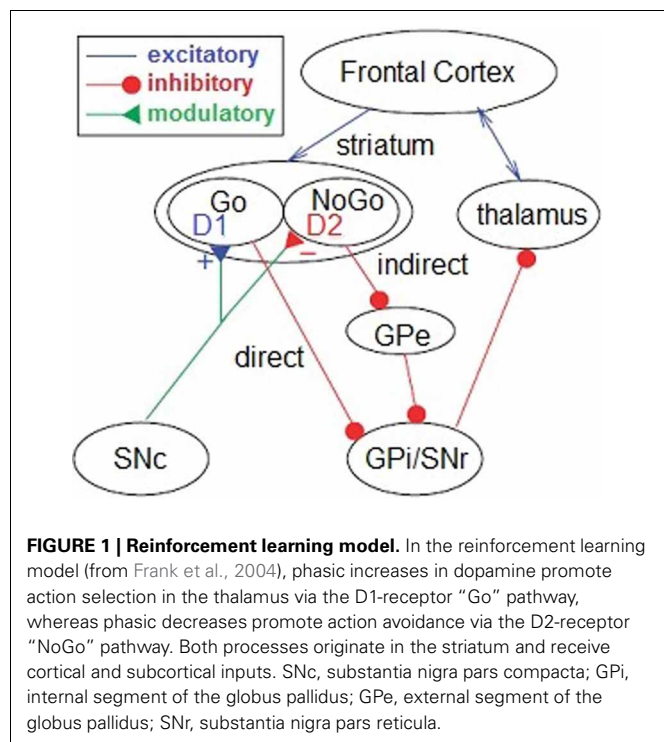 excitatory
inhibitory
modulatory
Frontal Cortex
striatum
Go
NoGo
D1
D2
+
–
thalamus
indirect
GPe
direct
SNc
GPi/SNr
FIGURE 1 | Reinforcement learning model. In the reinforcement learning
model (from Frank et al., 2004), phasic increases in dopamine promote
action selection in the thalamus via the D1-receptor “Go” pathway,
whereas phasic decreases promote action avoidance via the D2-receptor
“NoGo” pathway. Both processes originate in the striatum and receive
cortical and subcortical inputs. SNc, substantia nigra pars compacta; GPi,
internal segment of the globus pallidus; GPe, external segment of the
globus pallidus; SNr, substantia nigra pars reticula.